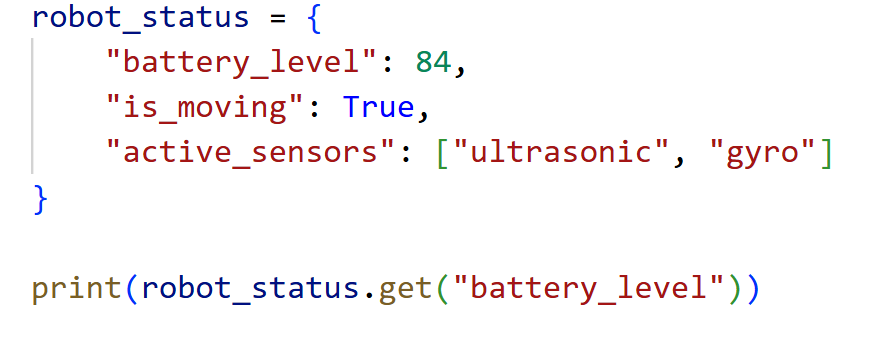 robot_status = {
    "battery_level": 84,
    "is_moving": True,
    "active_sensors": ["ultrasonic", "gyro"]
}

print(robot_status.get("battery_level"))